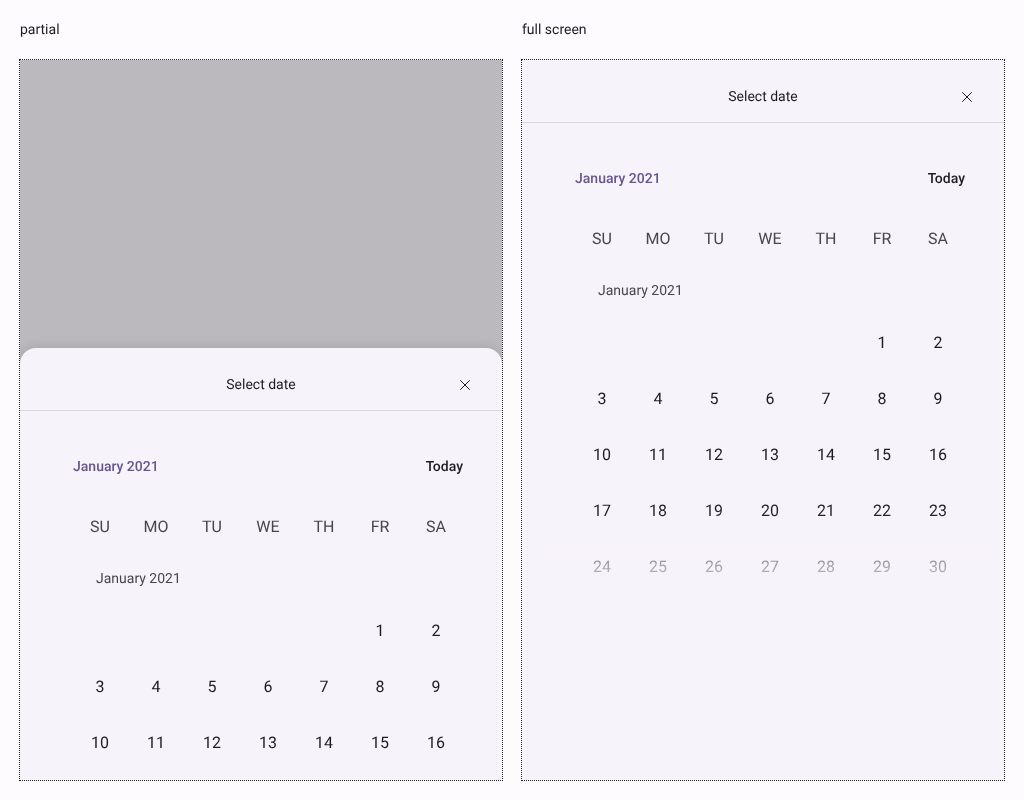 partial
Select date
January 2021 Today
SU MO TU WE TH FR SA
January 2021
1 2
3 4 5 6 7 8 9
10 11 12 13 14 15 16
full screen
Select date
January 2021 Today
SU MO TU WE TH FR SA
January 2021
1 2
3 4 5 6 7 8 9
10 11 12 13 14 15 16
17 18 19 20 21 22 23
24 25 26 27 28 29 30